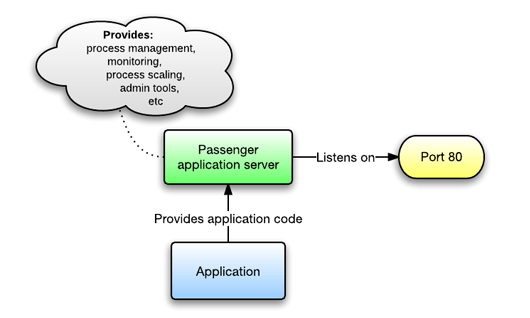 Provides:
process management,
monitoring,
process scaling,
admin tools,
etc
Passenger
application server
Listens on
Port 80
Provides application code
Application